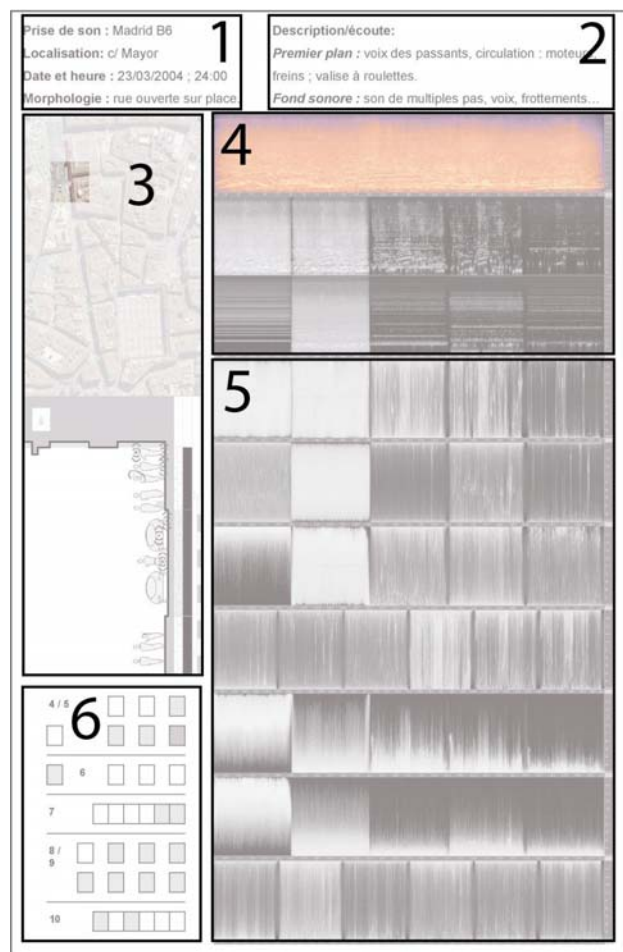 Prise de son : Madrid B6
Localisation: c/ Mayor
Date et heure : 23/03/2004 ; 24:00
Morphologie : rue ouverte sur place.
1
Description/écoute:
Premier plan : voix des passants, circulation : moteur
freins ; valise à roulettes.
Fond sonore : son de multiples pas, voix, frottements…
2
3
4
5
6
4 / 5
6
7
8 /
9
10